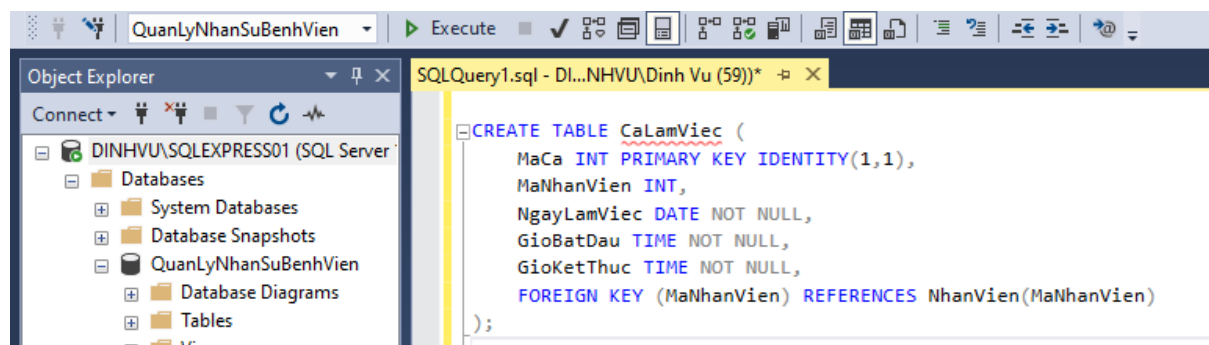 QuanLyNhanSuBenhVien Execute
Object Explorer
SQLQuery1.sql - DI...NHVU\Dinh Vu (59))*
Connect
DINHVU\SQLEXPRESS01 (SQL Server
Databases
System Databases
Database Snapshots
QuanLyNhanSuBenhVien
Database Diagrams
Tables
CREATE TABLE CaLamViec (
MaCa INT PRIMARY KEY IDENTITY(1,1),
MaNhanVien INT,
NgayLamViec DATE NOT NULL,
GioBatDau TIME NOT NULL,
GioKetThuc TIME NOT NULL,
FOREIGN KEY (MaNhanVien) REFERENCES NhanVien(MaNhanVien)
);